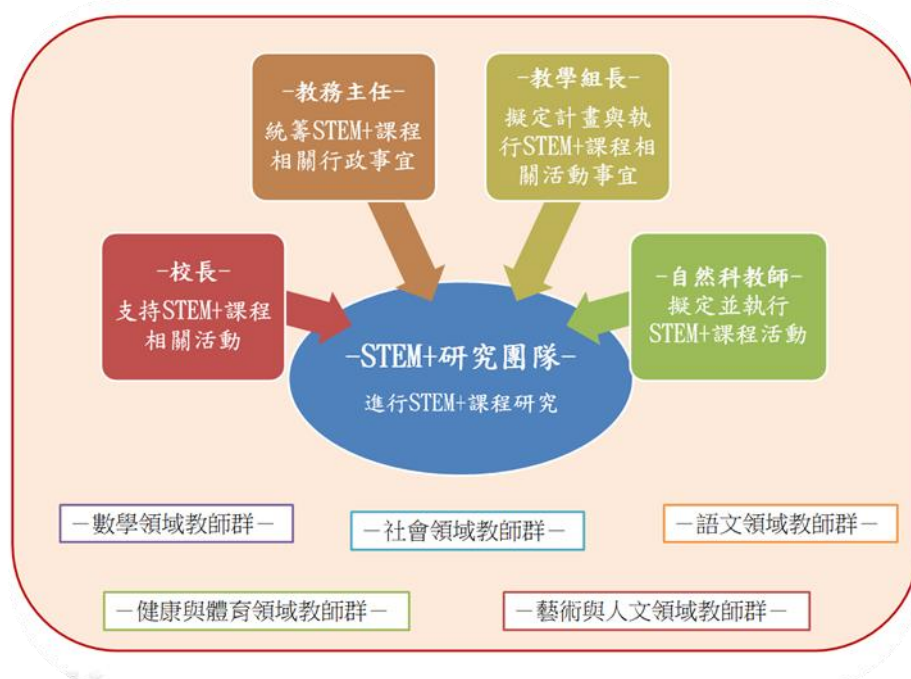 -教務主任-
統籌STEM+課程
相關行政事宜
-教學組長-
擬定計畫與執
行STEM+課程相
關活動事宜
-校長-
支持STEM+課程
相關活動
-自然科教師-
擬定並執行
STEM+課程活動
-STEM+研究團隊-
進行STEM+課程研究
－數學領域教師群－
－社會領域教師群－
－語文領域教師群－
－健康與體育領域教師群－
－藝術與人文領域教師群－